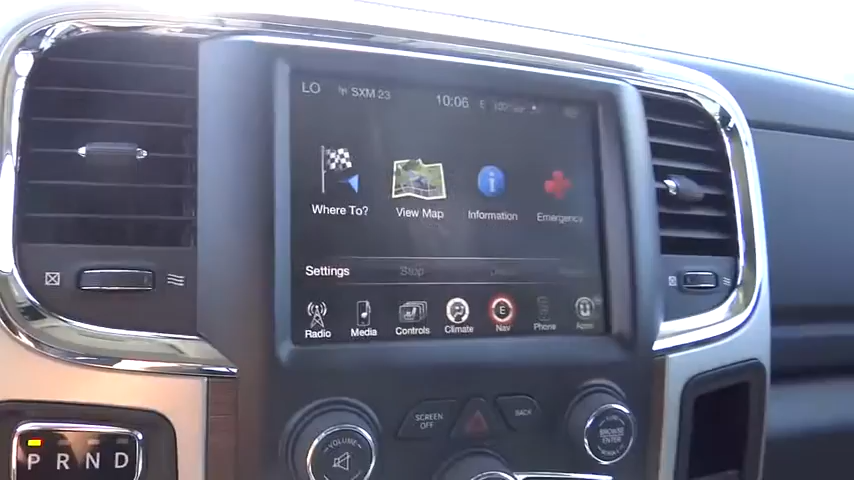 LO SXM 23 10:06 E
Where To? View Map Information Emergency
Settings Stop
Radio Media Controls Climate E Nav Phone E Apps
SCREEN OFF BACK
VOLUME BROWSE ENTER
P R N D